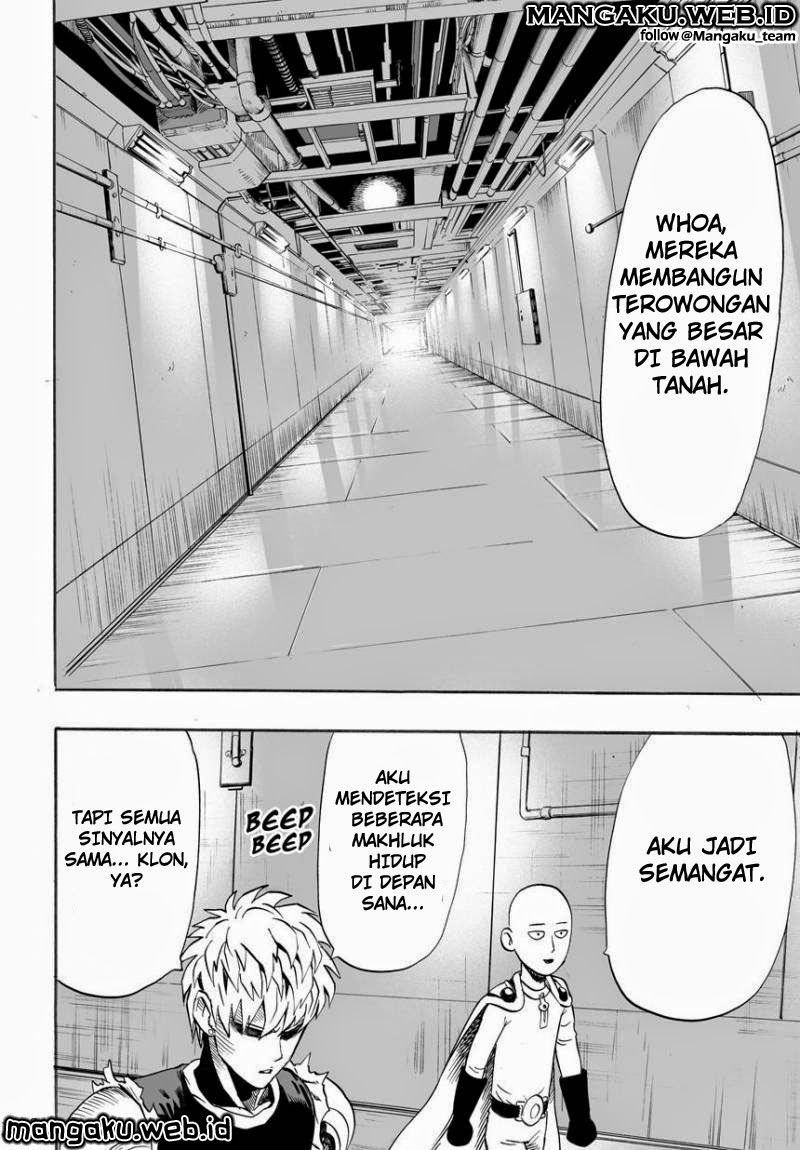 MANGAKU.WEB.ID
follow @Mangaku_team
WHOA,
MEREKA
MEMBANGUN
TEROWONGAN
YANG BESAR
DI BAWAH
TANAH.
AKU JADI
SEMANGAT.
AKU
MENDETEKSI
BEBERAPA
MAKHLUK
HIDUP
DI DEPAN
SANA...
BEEP
BEEP
TAPI SEMUA
SINYALNYA
SAMA... KLON,
YA?
mangaku.web.id